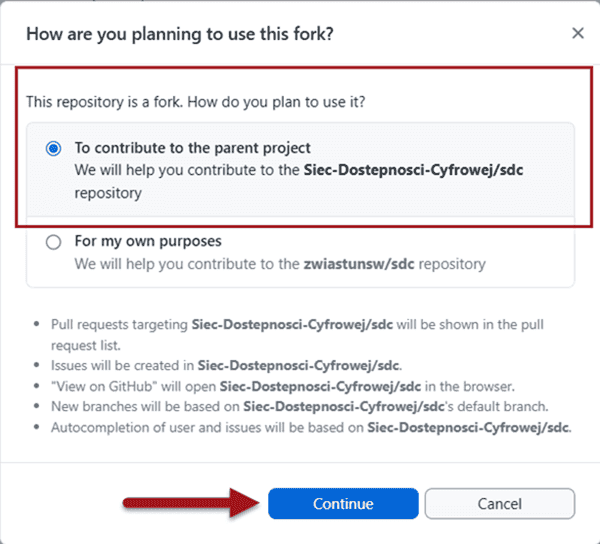 How are you planning to use this fork?
This repository is a fork. How do you plan to use it?
To contribute to the parent project
We will help you contribute to the Siec-Dostepnosci-Cyfrowej/sdc
repository
For my own purposes
We will help you contribute to the zwiastunsw/sdc repository
• Pull requests targeting Siec-Dostepnosci-Cyfrowej/sdc will be shown in the pull
request list.
• Issues will be created in Siec-Dostepnosci-Cyfrowej/sdc.
• "View on GitHub" will open Siec-Dostepnosci-Cyfrowej/sdc in the browser.
• New branches will be based on Siec-Dostepnosci-Cyfrowej/sdc's default branch.
• Autocompletion of user and issues will be based on Siec-Dostepnosci-Cyfrowej/sdc.
Continue
Cancel